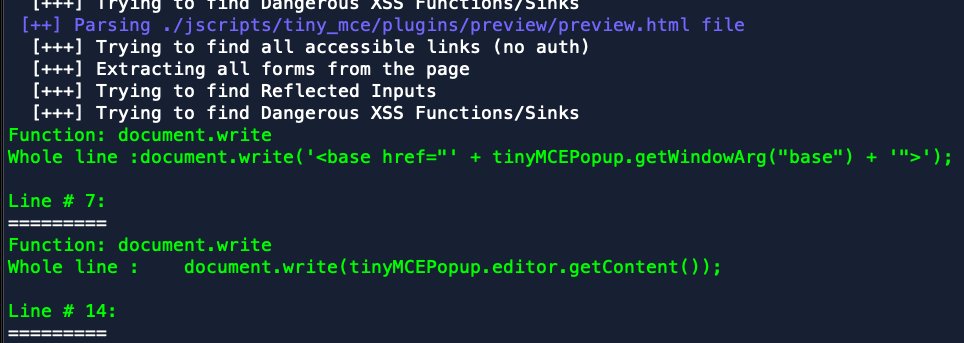 [+++] Trying to find Dangerous XSS Functions/Sinks
[++] Parsing ./jscripts/tiny_mce/plugins/preview/preview.html file
[+++] Trying to find all accessible links (no auth)
[+++] Extracting all forms from the page
[+++] Trying to find Reflected Inputs
[+++] Trying to find Dangerous XSS Functions/Sinks
Function: document.write
Whole line :document.write('<base href="' + tinyMCEPopup.getWindowArg("base") + '">');
Line # 7:
=========
Function: document.write
Whole line :    document.write(tinyMCEPopup.editor.getContent());
Line # 14:
=========